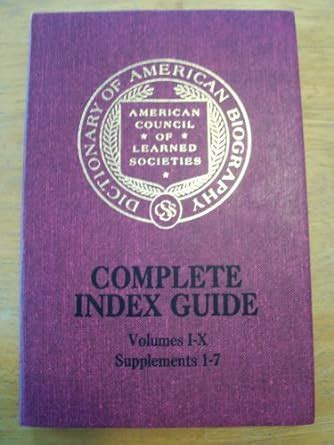 DICTIONARY OF AMERICAN BIOGRAPHY
AMERICAN
COUNCIL
OF
LEARNED
SOCIETIES
COMPLETE
INDEX GUIDE
Volumes I-X
Supplements 1-7